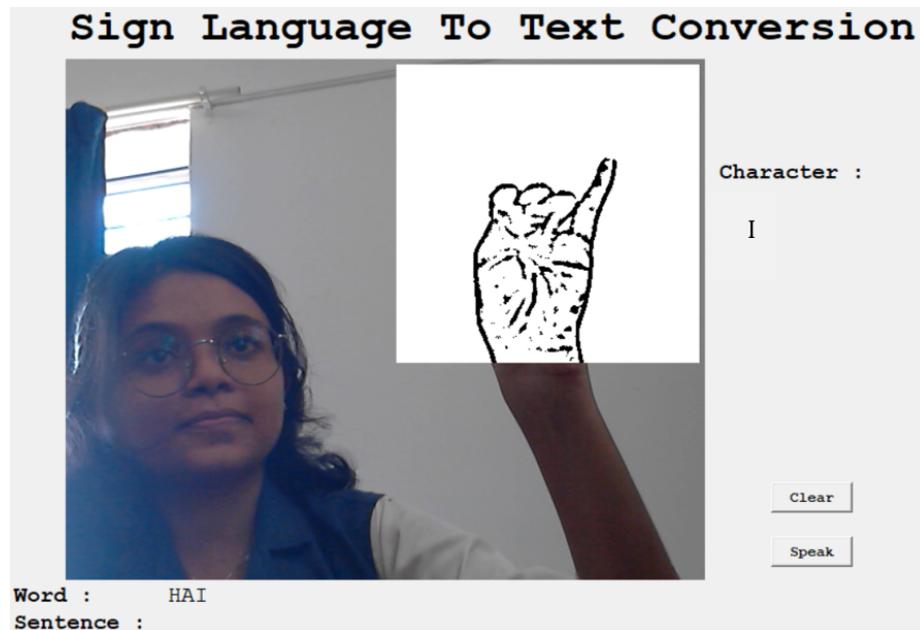 Sign Language To Text Conversion
Character :
I
Clear
Speak
Word : HAI
Sentence :